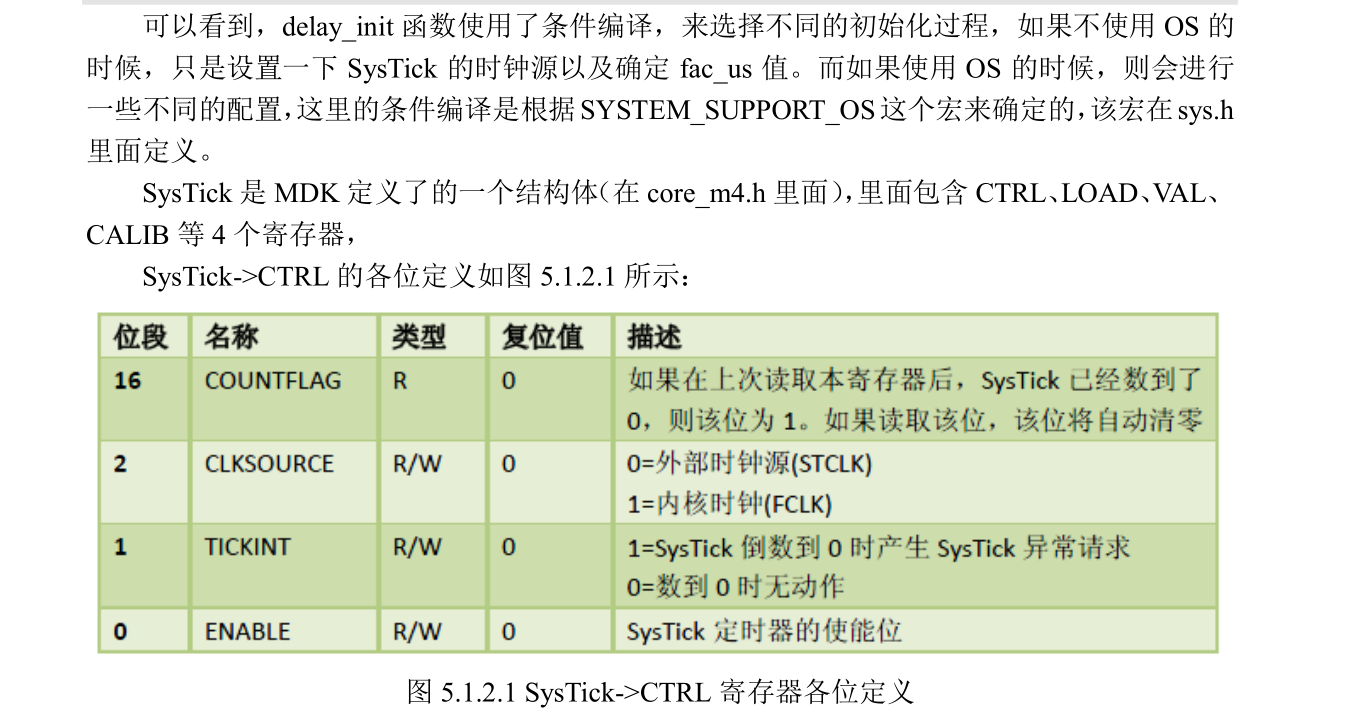 可以看到，delay_init 函数使用了条件编译，来选择不同的初始化过程，如果不使用 OS 的
时候，只是设置一下 SysTick 的时钟源以及确定 fac_us 值。而如果使用 OS 的时候，则会进行
一些不同的配置，这里的条件编译是根据 SYSTEM_SUPPORT_OS 这个宏来确定的，该宏在 sys.h
里面定义。
SysTick 是 MDK 定义了的一个结构体（在 core_m4.h 里面），里面包含 CTRL、LOAD、VAL、
CALIB 等 4 个寄存器，
SysTick->CTRL 的各位定义如图 5.1.2.1 所示：
位段 名称 类型 复位值 描述
16 COUNTFLAG R 0 如果在上次读取本寄存器后，SysTick 已经数到了
0，则该位为 1。如果读取该位，该位将自动清零
2 CLKSOURCE R/W 0 0=外部时钟源(STCLK)
1=内核时钟(FCLK)
1 TICKINT R/W 0 1=SysTick 倒数到 0 时产生 SysTick 异常请求
0=数到 0 时无动作
0 ENABLE R/W 0 SysTick 定时器的使能位
图 5.1.2.1 SysTick->CTRL 寄存器各位定义